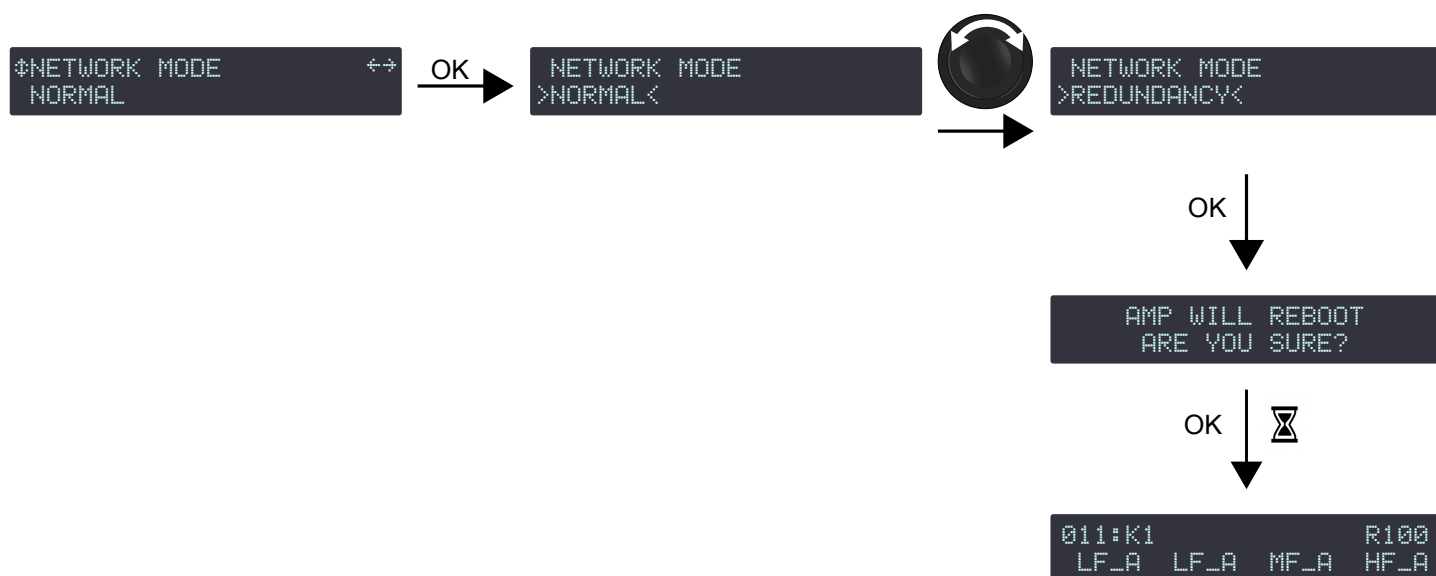 ↕NETWORK MODE ↔
NORMAL
OK
NETWORK MODE
>NORMAL<
NETWORK MODE
>REDUNDANCY<
OK
AMP WILL REBOOT
ARE YOU SURE?
OK
011:K1 R100
LF_A LF_A MF_A HF_A